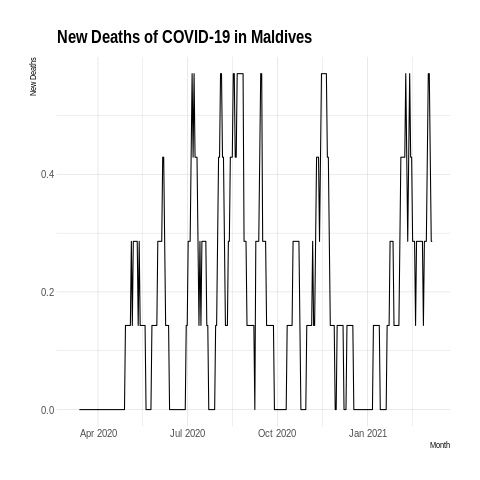 New Deaths of COVID-19 in Maldives
New Deaths
0.4
0.2
0.0
Apr 2020 Jul 2020 Oct 2020 Jan 2021
Month